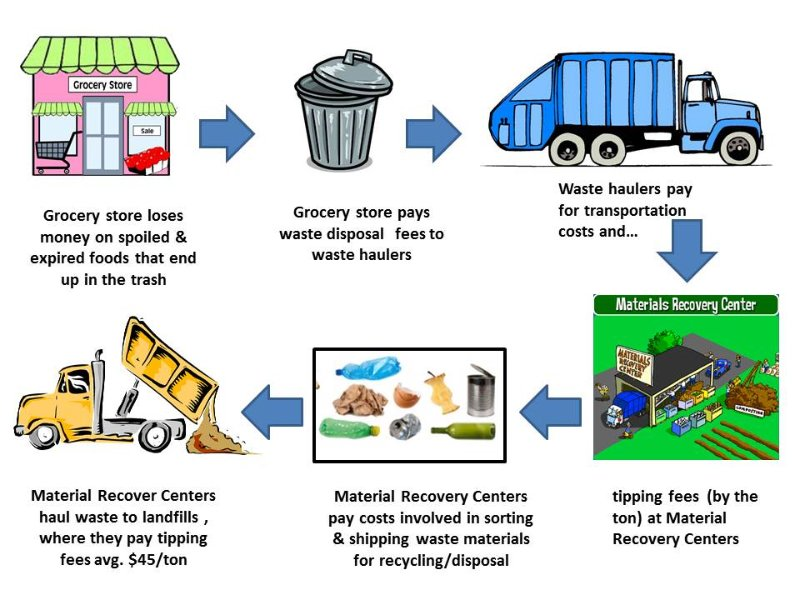 Grocery Store
Sale
Grocery store loses
money on spoiled &
expired foods that end
up in the trash
Grocery store pays
waste disposal fees to
waste haulers
Waste haulers pay
for transportation
costs and...
Materials Recovery Center
MATERIALS
RECOVERY
CENTER
COMPOSTING
tipping fees (by the
ton) at Material
Recovery Centers
Material Recovery Centers
pay costs involved in sorting
& shipping waste materials
for recycling/disposal
Material Recover Centers
haul waste to landfills ,
where they pay tipping
fees avg. $45/ton